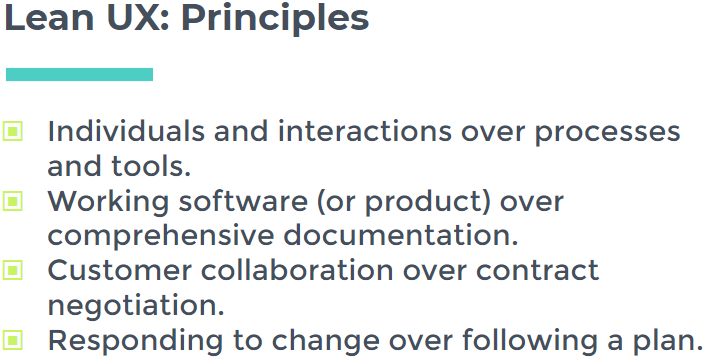 Lean UX: Principles
Individuals and interactions over processes
and tools.
Working software (or product) over
comprehensive documentation.
Customer collaboration over contract
negotiation.
Responding to change over following a plan.